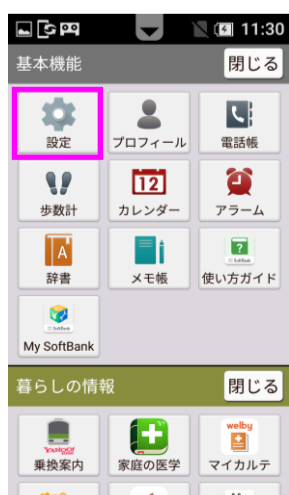 11:30
基本機能
閉じる
設定
プロフィール
電話帳
歩数計
12
カレンダー
アラーム
A
辞書
i
メモ帳
?
SoftBank
使い方ガイド
SoftBank
My SoftBank
暮らしの情報
閉じる
YAHOO!
JAPAN
乗換案内
家庭の医学
welby
マイカルテ